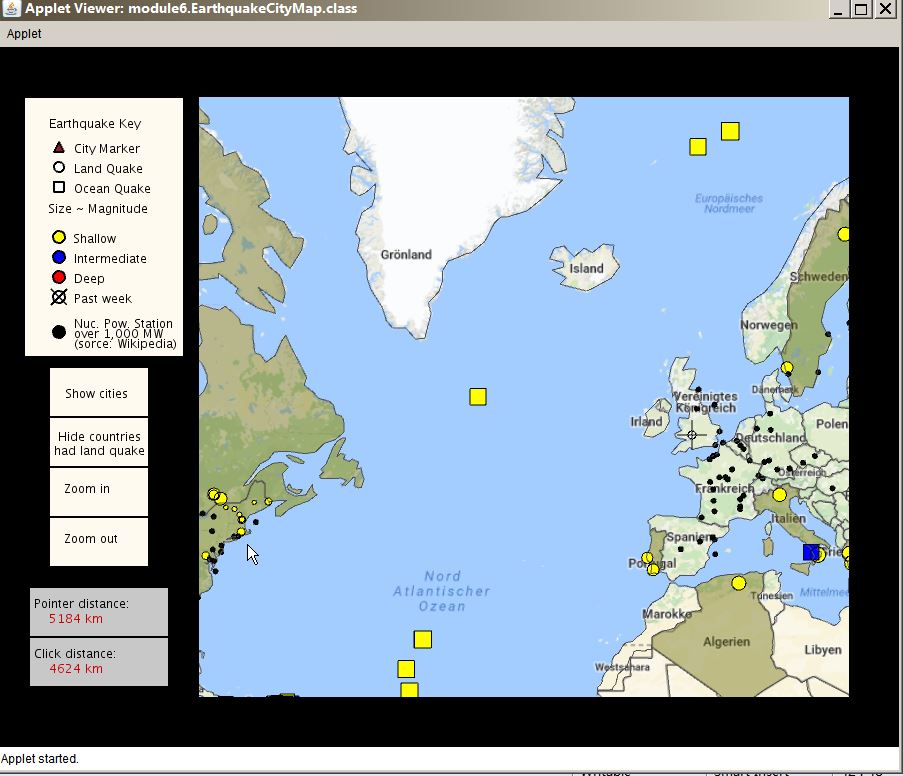 Applet Viewer: module6.EarthquakeCityMap.class
Applet
Earthquake Key
City Marker
Land Quake
Ocean Quake
Size ~ Magnitude
Shallow
Intermediate
Deep
Past week
Nuc. Pow. Station
over 1,000 MW
(sorce: Wikipedia)
Show cities
Hide countries
had land quake
Zoom in
Zoom out
Pointer distance:
5184 km
Click distance:
4624 km
Europäisches
Nordmeer
Grönland
Island
Schweden
Norwegen
Dänemark
Vereinigtes
Königreich
Irland
Polen
Deutschland
Österreich
Frankreich
Italien
Spanien
Portugal
Nord
Atlantischer
Ozean
Tunesien
Mittelmee
Marokko
Algerien
Libyen
Westsahara
Applet started.